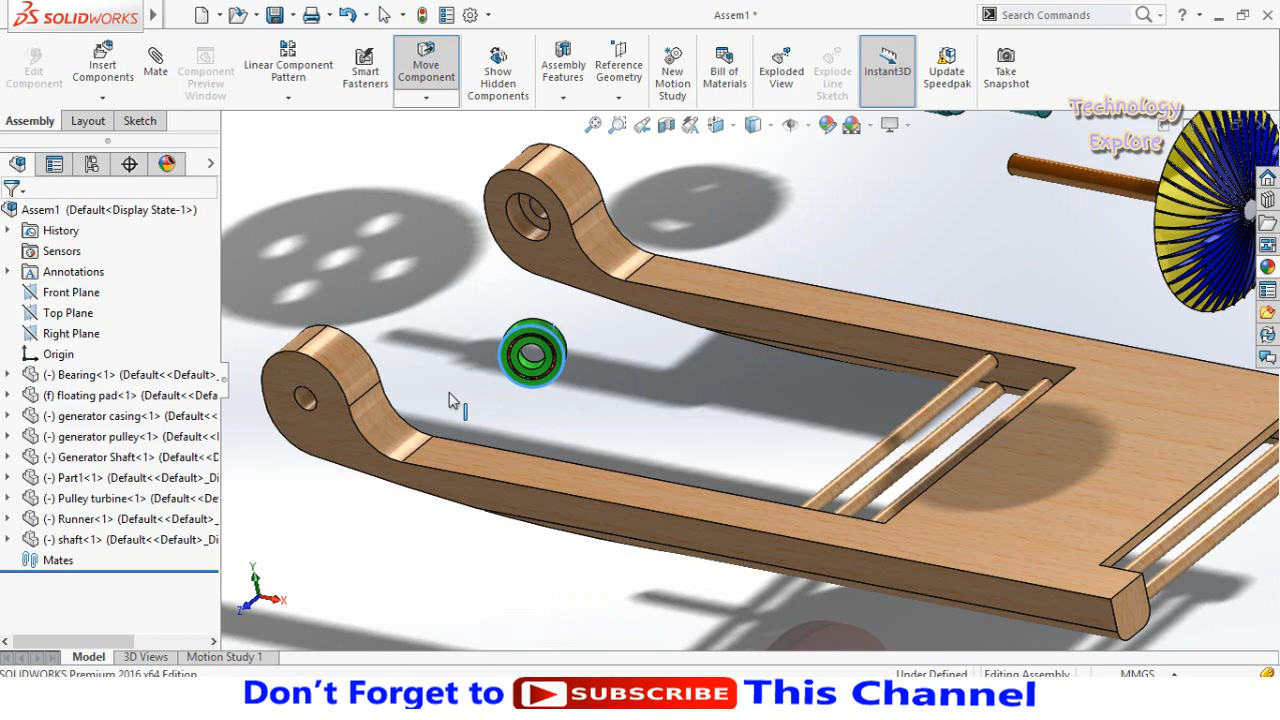 SOLIDWORKS
Assem1 *
Search Commands
?
Edit Component
Insert Components
Mate
Component Preview Window
Linear Component Pattern
Smart Fasteners
Move Component
Show Hidden Components
Assembly Features
Reference Geometry
New Motion Study
Bill of Materials
Exploded View
Explode Line Sketch
Instant3D
Update Speedpak
Take Snapshot
Technology
Explore
Assembly
Layout
Sketch
Assem1 (Default<Display State-1>)
History
Sensors
Annotations
Front Plane
Top Plane
Right Plane
Origin
(-) Bearing<1> (Default<<Default>_
(f) floating pad<1> (Default<<Defa
(-) generator casing<1> (Default<<
(-) generator pulley<1> (Default<<
(-) Generator Shaft<1> (Default<<D
(-) Part1<1> (Default<<Default>_Di
(-) Pulley turbine<1> (Default<<De
(-) Runner<1> (Default<<Default>_
(-) shaft<1> (Default<<Default>_Di
Mates
Y
X
Z
Model
3D Views
Motion Study 1
SOLIDWORKS Premium 2016 x64 Edition
Under Defined
Editing Assembly
MMGS
Don't Forget to SUBSCRIBE This Channel